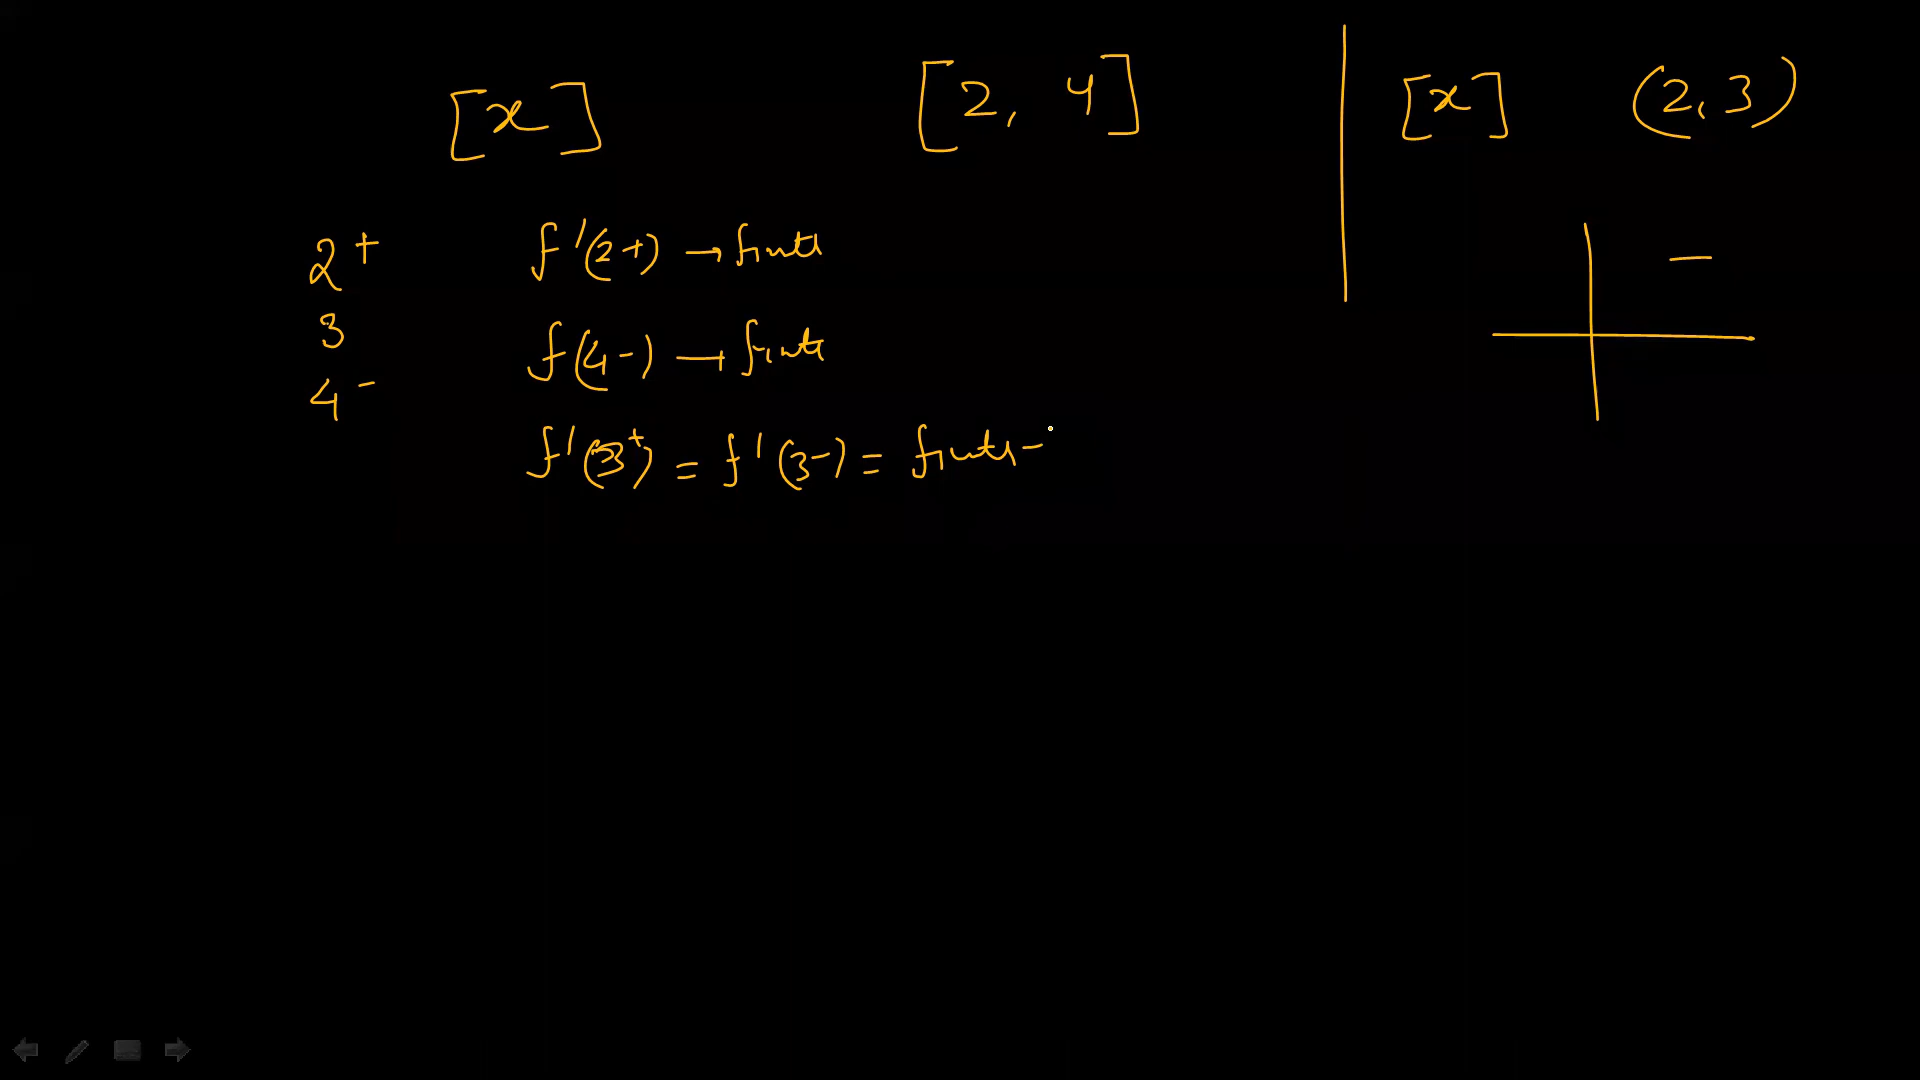 [x] [2, 4]
2+ f'(2+) → finite
3
f(4-) → finite
4-
f'(3+) = f'(3-) = finite -
[x] (2, 3)